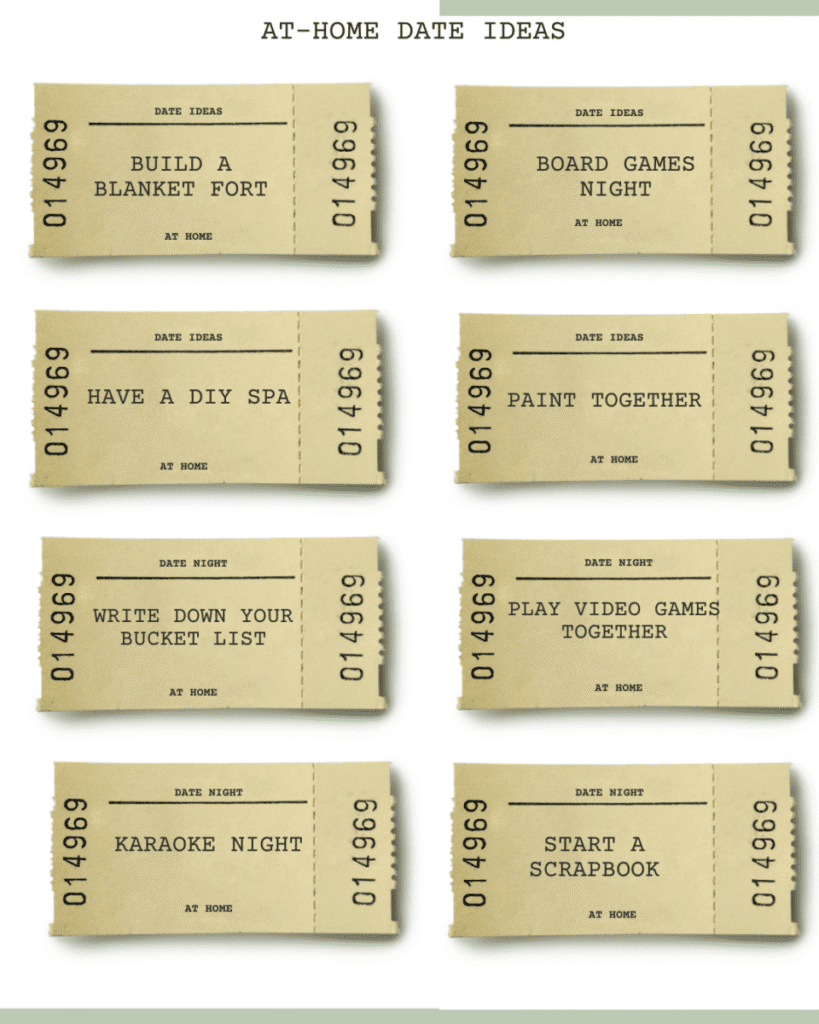 AT-HOME DATE IDEAS
014969
DATE IDEAS
BUILD A
BLANKET FORT
AT HOME
014969
014969
DATE IDEAS
BOARD GAMES
NIGHT
AT HOME
014969
014969
DATE IDEAS
HAVE A DIY SPA
AT HOME
014969
014969
DATE IDEAS
PAINT TOGETHER
AT HOME
014969
014969
DATE NIGHT
WRITE DOWN YOUR
BUCKET LIST
AT HOME
014969
014969
DATE NIGHT
PLAY VIDEO GAMES
TOGETHER
AT HOME
014969
014969
DATE NIGHT
KARAOKE NIGHT
AT HOME
014969
014969
DATE NIGHT
START A
SCRAPBOOK
AT HOME
014969